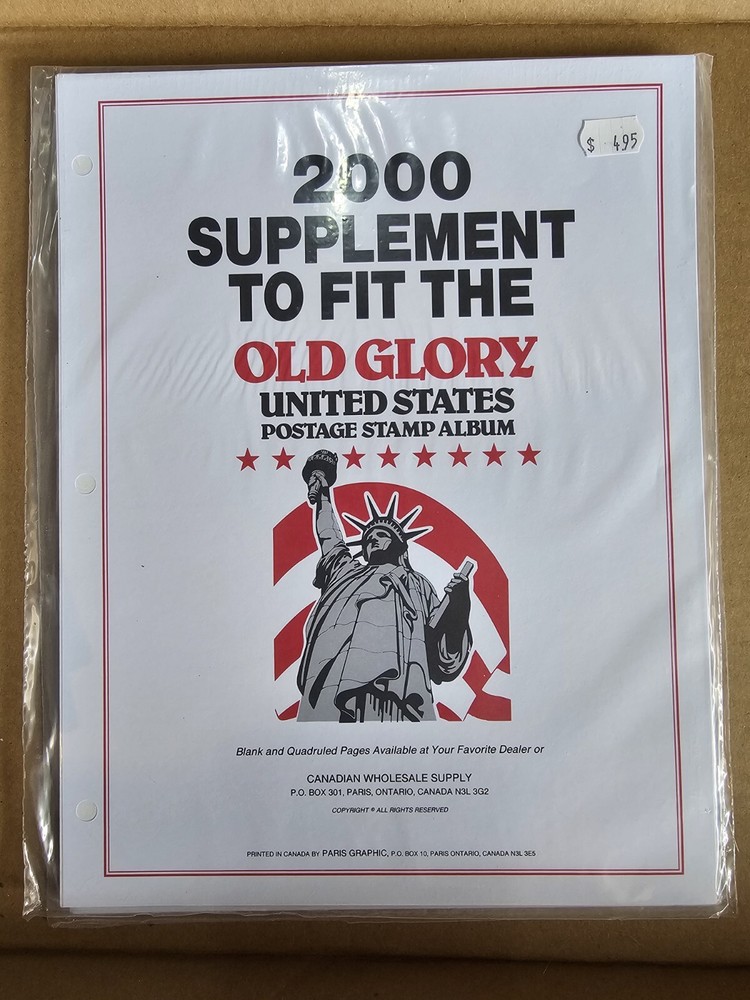 $ 495
2000
SUPPLEMENT
TO FIT THE
OLD GLORY
UNITED STATES
POSTAGE STAMP ALBUM
Blank and Quadruled Pages Available at Your Favorite Dealer or
CANADIAN WHOLESALE SUPPLY
P.O. BOX 301, PARIS, ONTARIO, CANADA N3L 3G2
COPYRIGHT ® ALL RIGHTS RESERVED
PRINTED IN CANADA BY PARIS GRAPHIC, P.O. BOX 10, PARIS ONTARIO, CANADA N3L 3E5